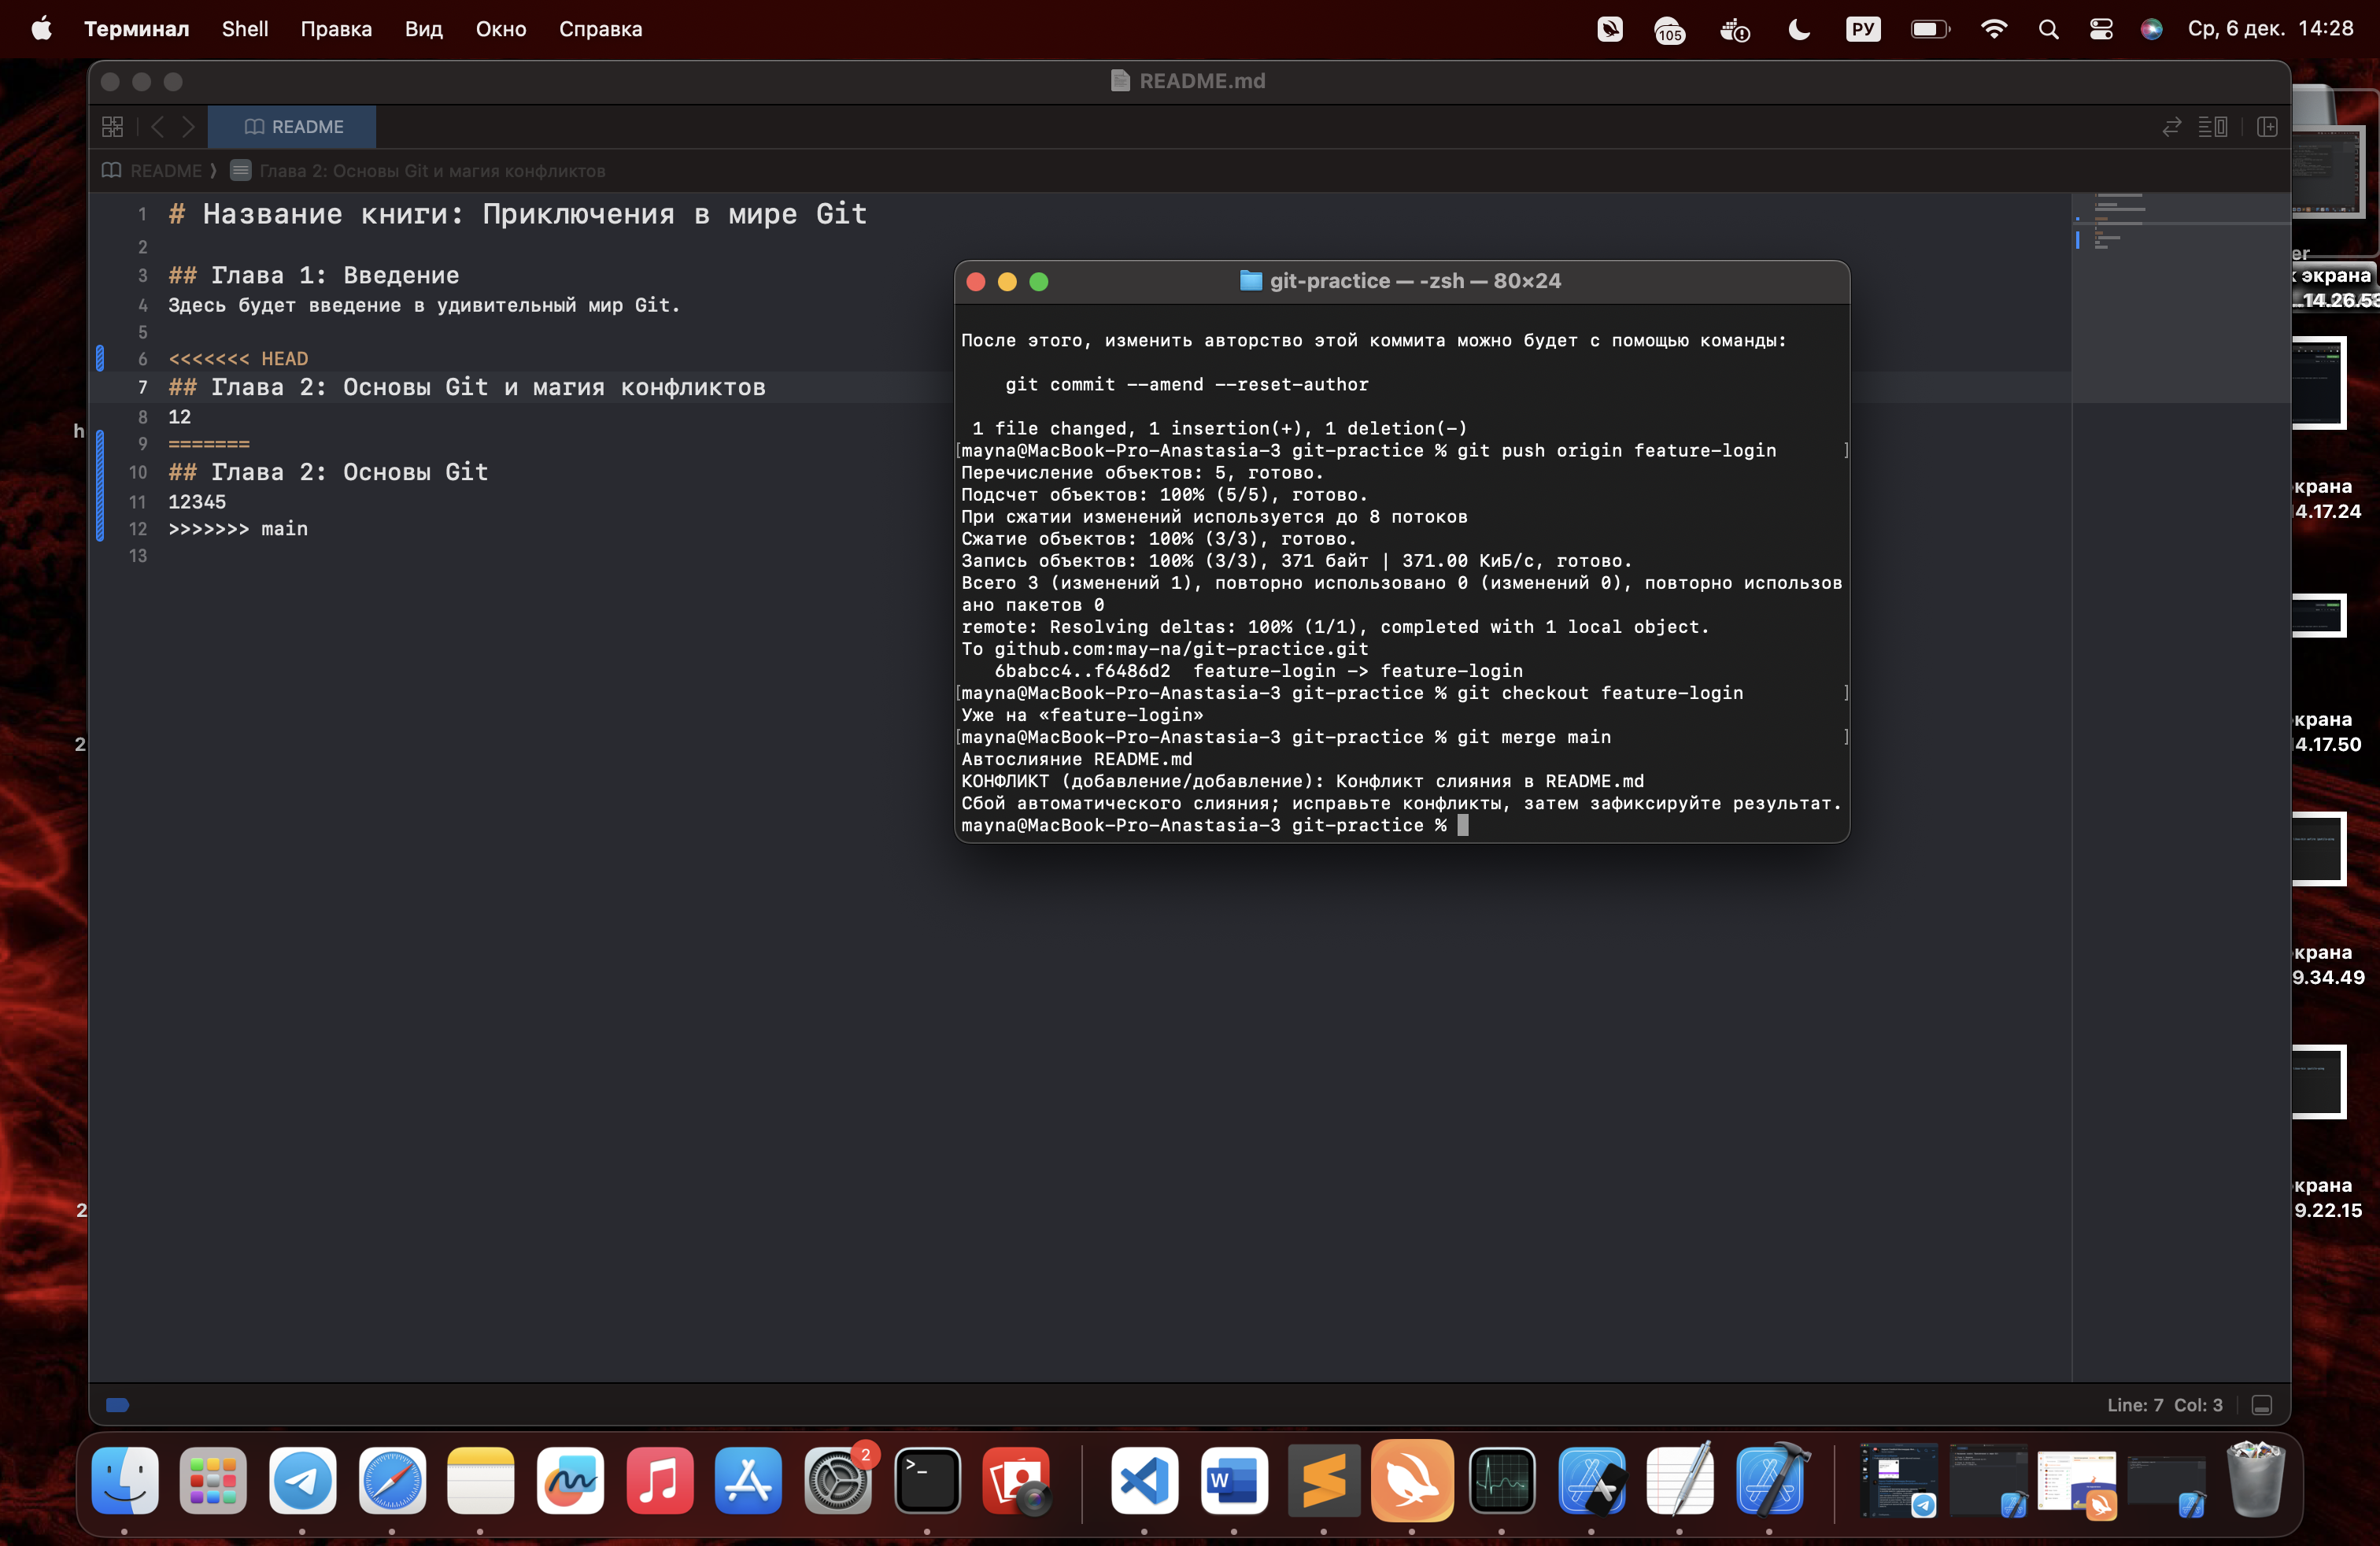 Терминал Shell Правка Вид Окно Справка 105 РУ Ср, 6 дек. 14:28
README.md
README
README ⟩ Глава 2: Основы Git и магия конфликтов
1 # Название книги: Приключения в мире Git
2
3 ## Глава 1: Введение
4 Здесь будет введение в удивительный мир Git.
5
6 <<<<<<< HEAD
7 ## Глава 2: Основы Git и магия конфликтов
8 12
9 =======
10 ## Глава 2: Основы Git
11 12345
12 >>>>>>> main
13
git-practice — -zsh — 80×24
После этого, изменить авторство этой коммита можно будет с помощью команды:
git commit --amend --reset-author
1 file changed, 1 insertion(+), 1 deletion(-)
[mayna@MacBook-Pro-Anastasia-3 git-practice % git push origin feature-login ]
Перечисление объектов: 5, готово.
Подсчет объектов: 100% (5/5), готово.
При сжатии изменений используется до 8 потоков
Сжатие объектов: 100% (3/3), готово.
Запись объектов: 100% (3/3), 371 байт | 371.00 КиБ/с, готово.
Всего 3 (изменений 1), повторно использовано 0 (изменений 0), повторно использов
ано пакетов 0
remote: Resolving deltas: 100% (1/1), completed with 1 local object.
To github.com:may-na/git-practice.git
6babcc4..f6486d2 feature-login -> feature-login
[mayna@MacBook-Pro-Anastasia-3 git-practice % git checkout feature-login ]
Уже на «feature-login»
[mayna@MacBook-Pro-Anastasia-3 git-practice % git merge main ]
Автослияние README.md
КОНФЛИКТ (добавление/добавление): Конфликт слияния в README.md
Сбой автоматического слияния; исправьте конфликты, затем зафиксируйте результат.
mayna@MacBook-Pro-Anastasia-3 git-practice %
er
к экрана
...14.26.53
крана
4.17.24
крана
4.17.50
крана
9.34.49
крана
9.22.15
h
2
2
Line: 7 Col: 3
2
>_
W